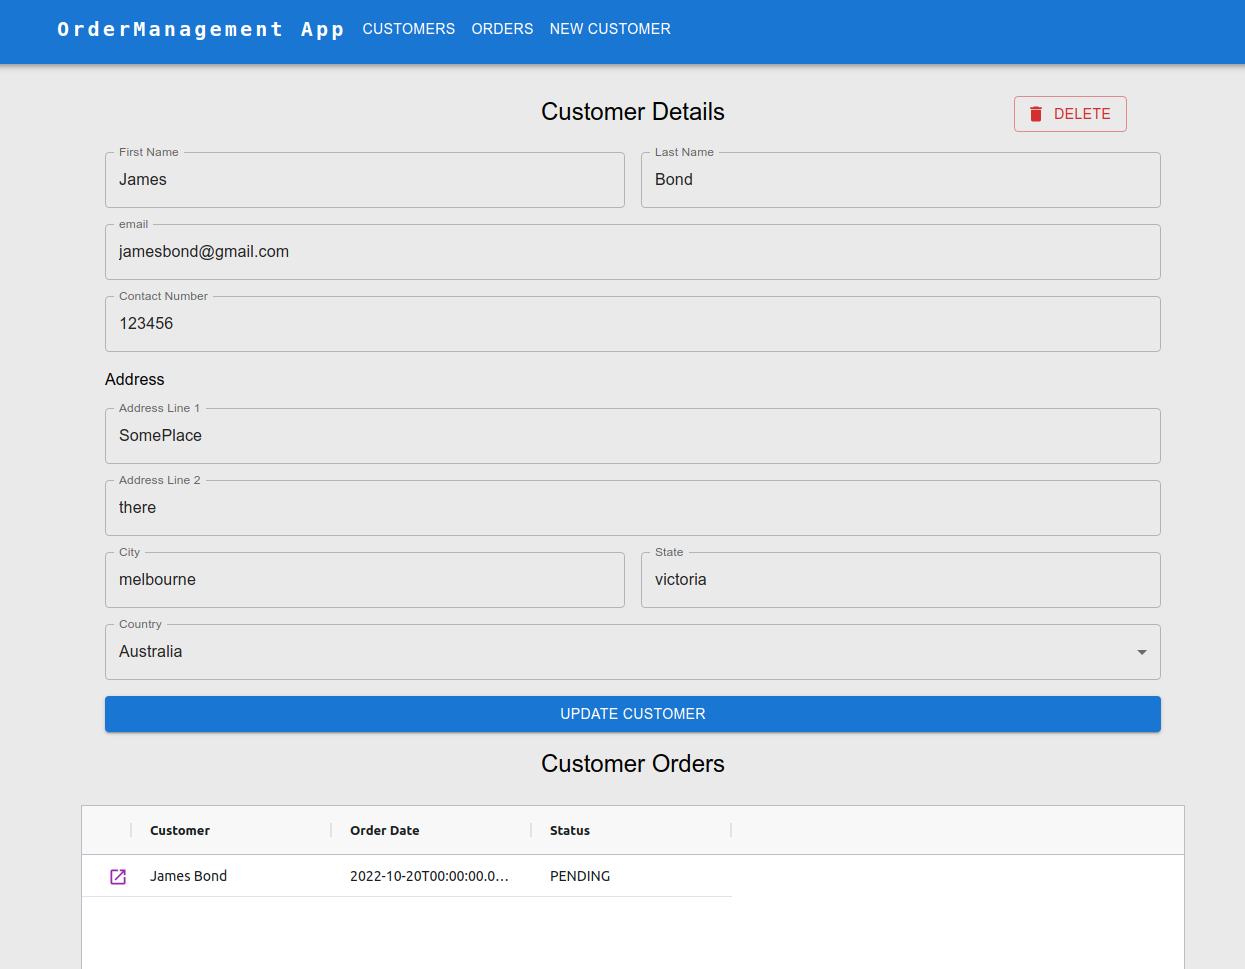 OrderManagement App CUSTOMERS ORDERS NEW CUSTOMER
Customer Details
DELETE
First Name
James
Last Name
Bond
email
jamesbond@gmail.com
Contact Number
123456
Address
Address Line 1
SomePlace
Address Line 2
there
City
melbourne
State
victoria
Country
Australia
UPDATE CUSTOMER
Customer Orders
Customer Order Date Status
James Bond 2022-10-20T00:00:00.0... PENDING